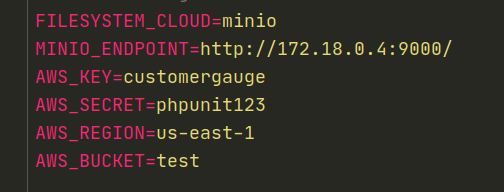 FILESYSTEM_CLOUD=minio
MINIO_ENDPOINT=http://172.18.0.4:9000/
AWS_KEY=customergauge
AWS_SECRET=phpunit123
AWS_REGION=us-east-1
AWS_BUCKET=test